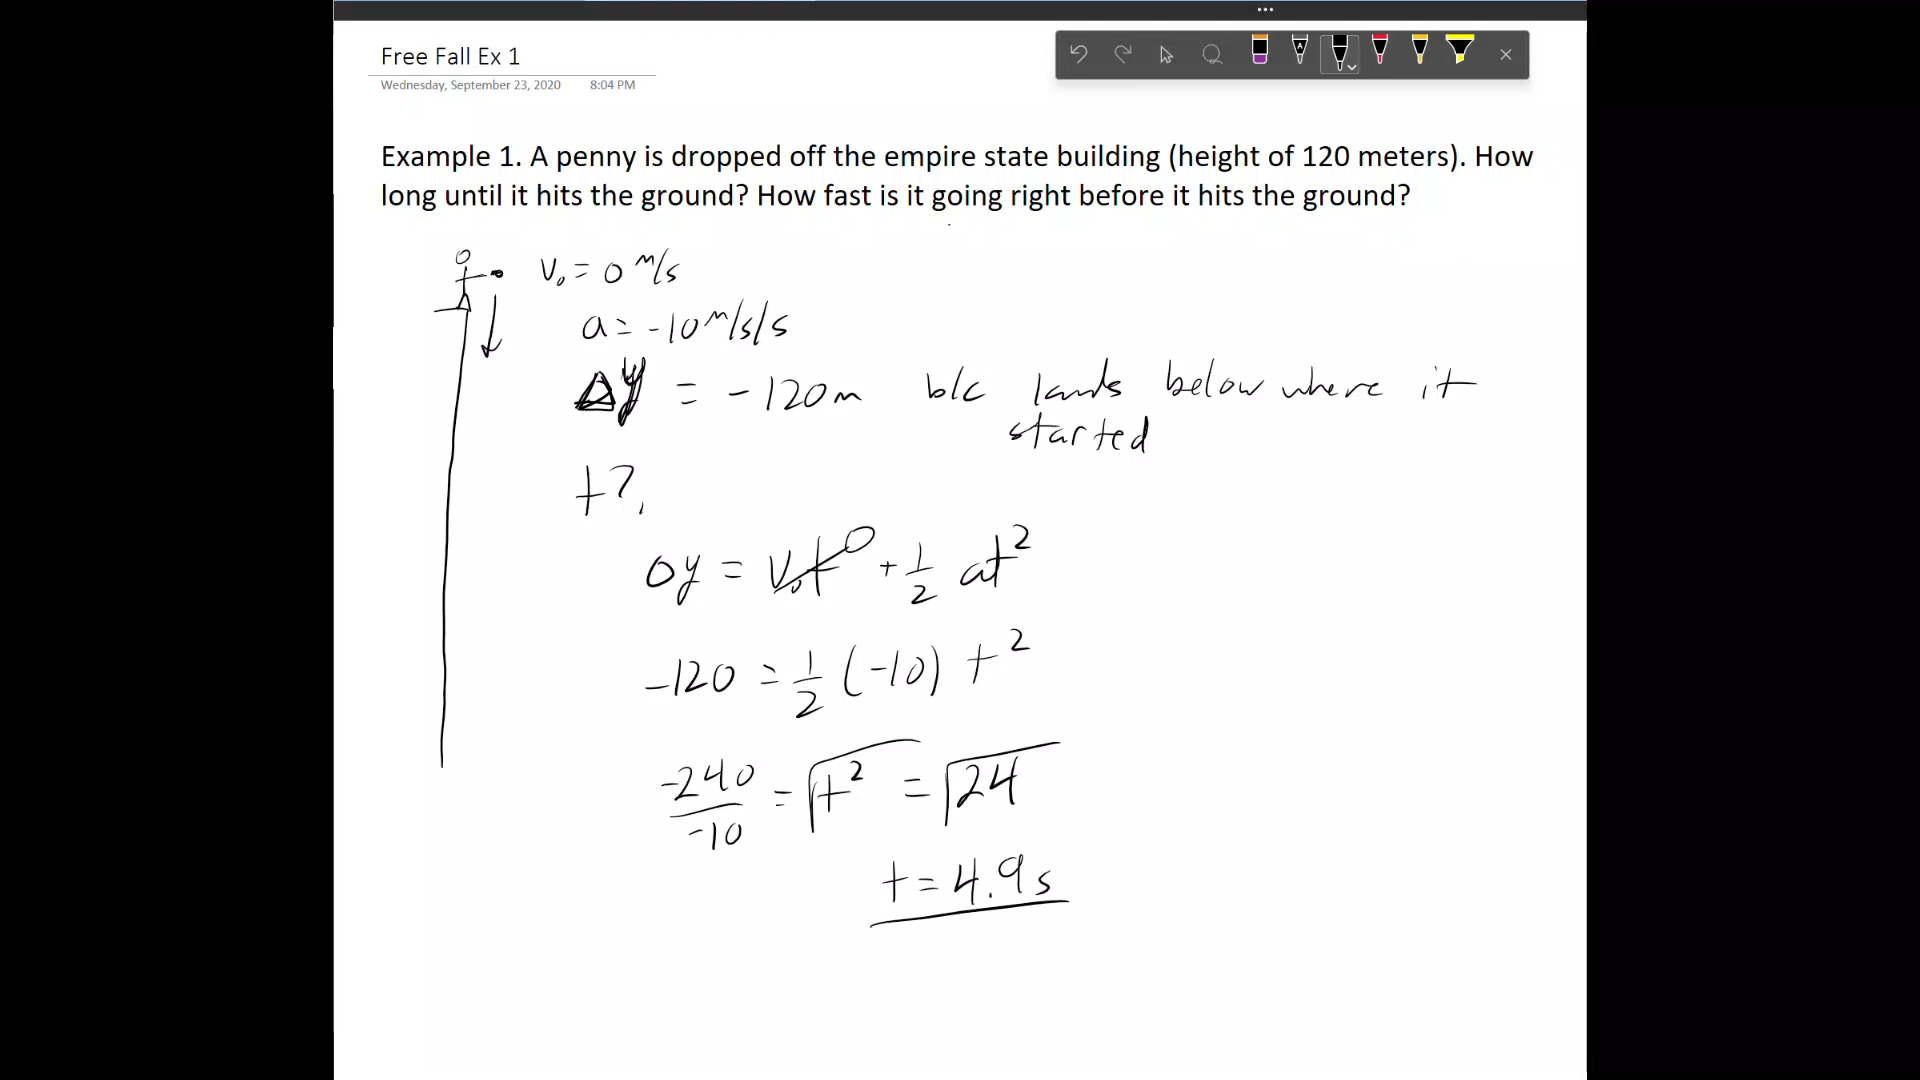 Free Fall Ex 1
Wednesday, September 23, 2020 8:04 PM
Example 1. A penny is dropped off the empire state building (height of 120 meters). How
long until it hits the ground? How fast is it going right before it hits the ground?
v₀ = 0 m/s
a = -10 m/s/s
Δy = -120m b/c lands below where it
started
t?
Δy = v₀t 0 + 1/2 at²
-120 = 1/2 (-10) t²
-240/-10 = √t² = √24
t = 4.9s